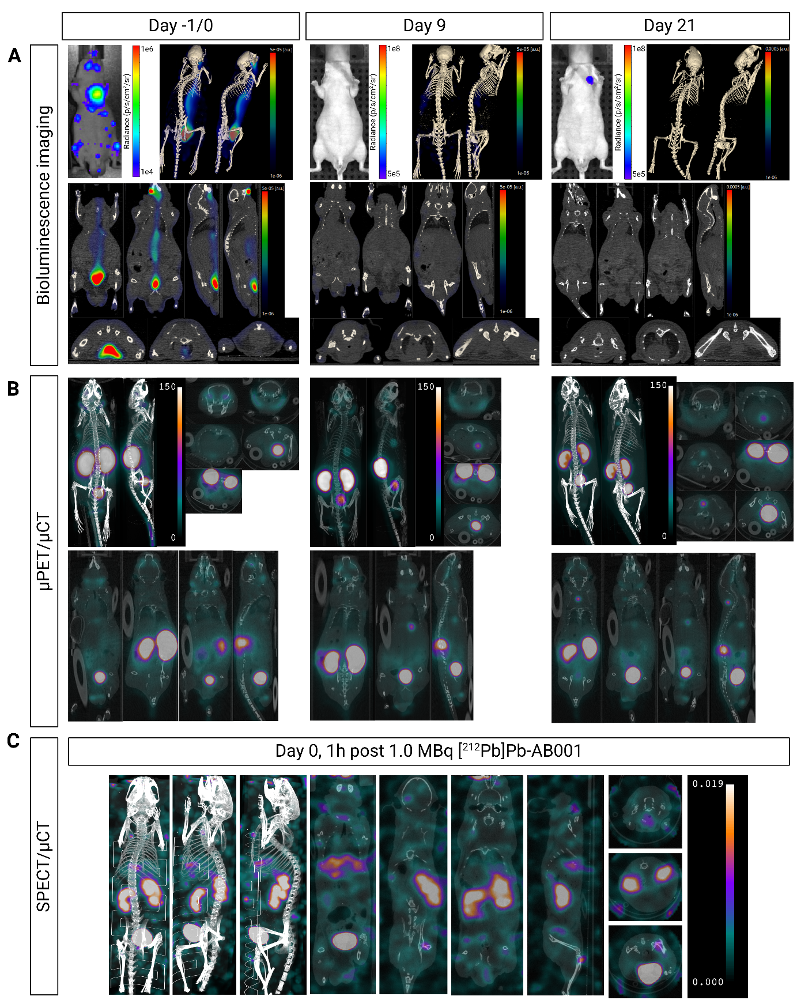 Day -1/0
Day 9
Day 21
A
Bioluminescence imaging
1e6
Radiance (p/s/cm²/sr)
1e4
5e-05 [a.u.]
1e-06
1e8
Radiance (p/s/cm²/sr)
5e5
5e-05 [a.u.]
1e-06
1e8
Radiance (p/s/cm²/sr)
5e5
0.0005 [a.u.]
1e-06
5e-05 [a.u.]
1e-06
5e-05 [a.u.]
1e-06
0.0005 [a.u.]
1e-06
B
µPET/µCT
150
0
150
0
150
0
C
Day 0, 1h post 1.0 MBq [²¹²Pb]Pb-AB001
SPECT/µCT
0.019
0.000